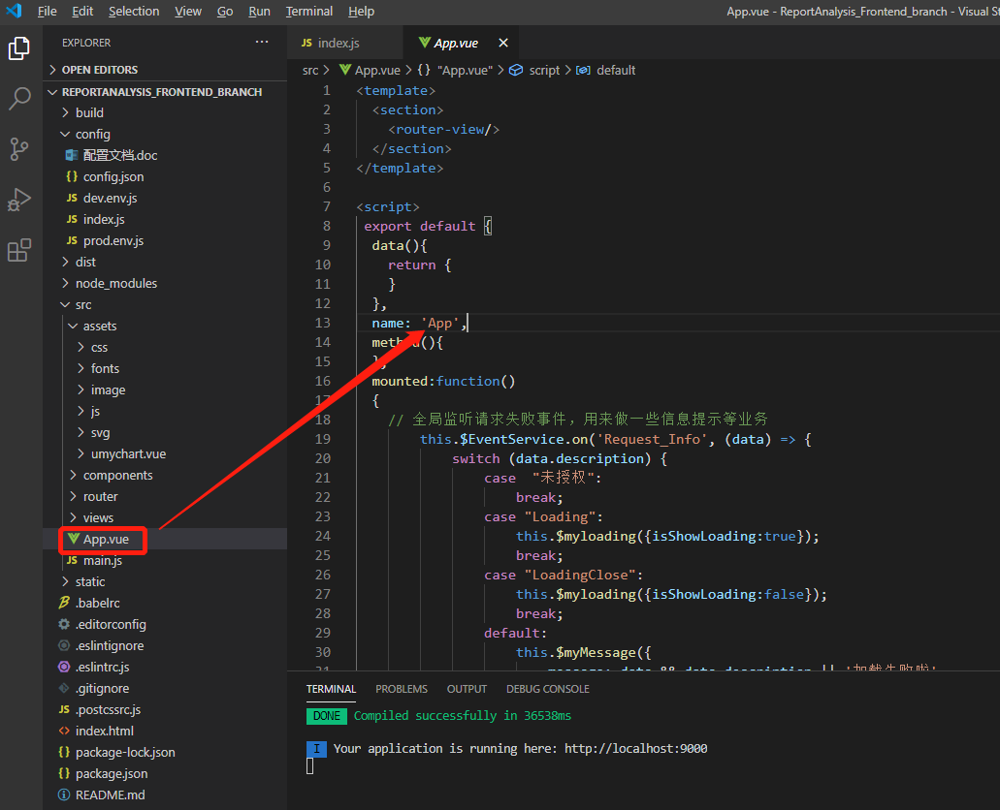 File Edit Selection View Go Run Terminal Help
App.vue - ReportAnalysis_Frontend_branch - Visual St
EXPLORER
OPEN EDITORS
REPORTANALYSIS_FRONTEND_BRANCH
build
config
配置文档.doc
{} config.json
JS dev.env.js
JS index.js
JS prod.env.js
dist
node_modules
src
assets
css
fonts
image
js
svg
umychart.vue
components
router
views
App.vue
JS main.js
static
.babelrc
.editorconfig
.eslintignore
.eslintrc.js
.gitignore
JS .postcssrc.js
<> index.html
{} package-lock.json
{} package.json
README.md
JS index.js
App.vue
src > App.vue > {} "App.vue" > script > default
1 <template>
2 <section>
3 <router-view/>
4 </section>
5 </template>
6
7 <script>
8 export default {
9 data(){
10 return {
11 }
12 },
13 name: 'App',
14 method(){
15 },
16 mounted:function()
17 {
18 // 全局监听请求失败事件，用来做一些信息提示等业务
19 this.$EventService.on('Request_Info', (data) => {
20 switch (data.description) {
21 case "未授权":
22 break;
23 case "Loading":
24 this.$myloading({isShowLoading:true});
25 break;
26 case "LoadingClose":
27 this.$myloading({isShowLoading:false});
28 break;
29 default:
30 this.$myMessage({
31 message: data && data.description || '加载失败啦'
TERMINAL PROBLEMS OUTPUT DEBUG CONSOLE
DONE Compiled successfully in 36538ms
I Your application is running here: http://localhost:9000